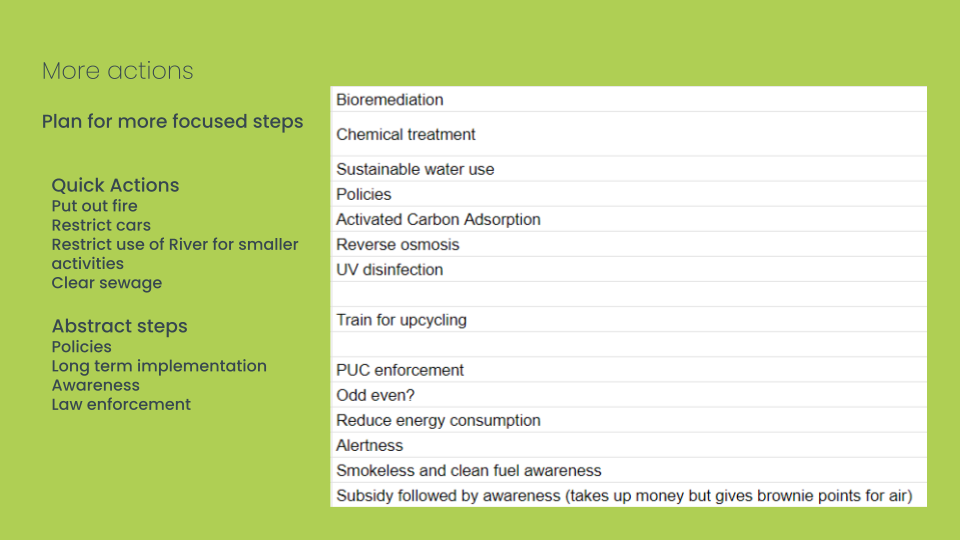 More actions
Plan for more focused steps
Quick Actions
Put out fire
Restrict cars
Restrict use of River for smaller
activities
Clear sewage
Abstract steps
Policies
Long term implementation
Awareness
Law enforcement
Bioremediation
Chemical treatment
Sustainable water use
Policies
Activated Carbon Adsorption
Reverse osmosis
UV disinfection
Train for upcycling
PUC enforcement
Odd even?
Reduce energy consumption
Alertness
Smokeless and clean fuel awareness
Subsidy followed by awareness (takes up money but gives brownie points for air)